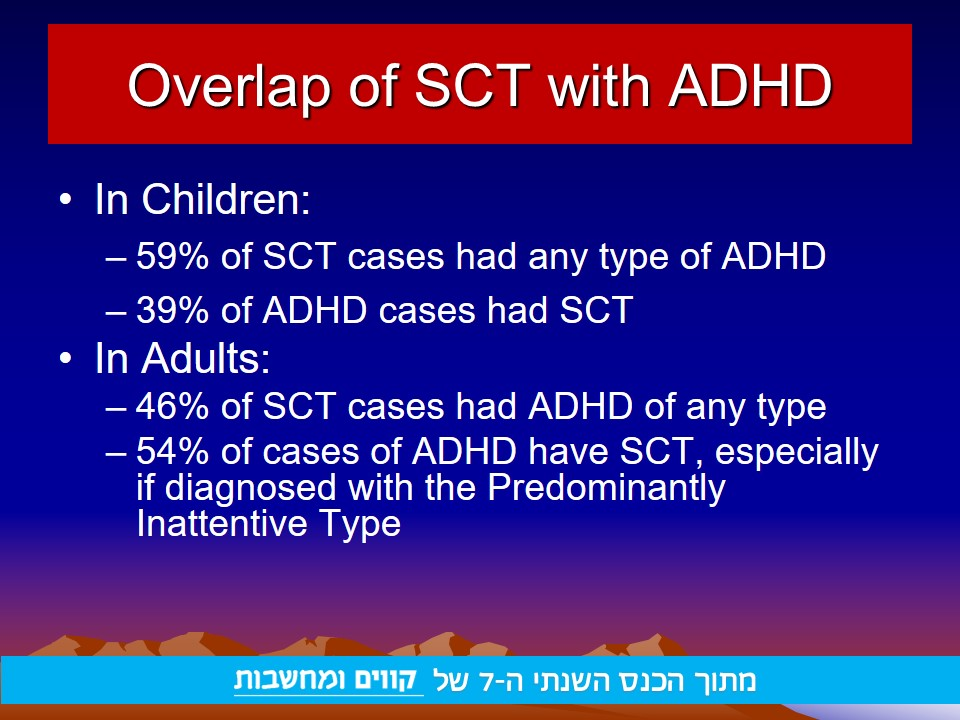 Overlap of SCT with ADHD
• In Children:
– 59% of SCT cases had any type of ADHD
– 39% of ADHD cases had SCT
• In Adults:
– 46% of SCT cases had ADHD of any type
– 54% of cases of ADHD have SCT, especially
if diagnosed with the Predominantly
Inattentive Type
מתוך הכנס השנתי ה-7 של קווים ומחשבות